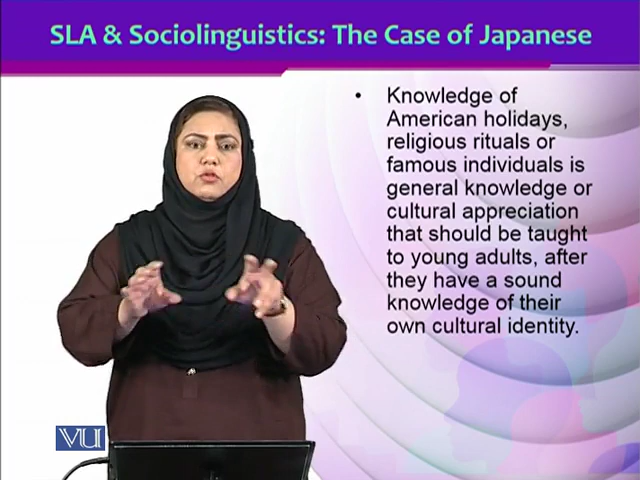 SLA & Sociolinguistics: The Case of Japanese
• Knowledge of
American holidays,
religious rituals or
famous individuals is
general knowledge or
cultural appreciation
that should be taught
to young adults, after
they have a sound
knowledge of their
own cultural identity.
VU